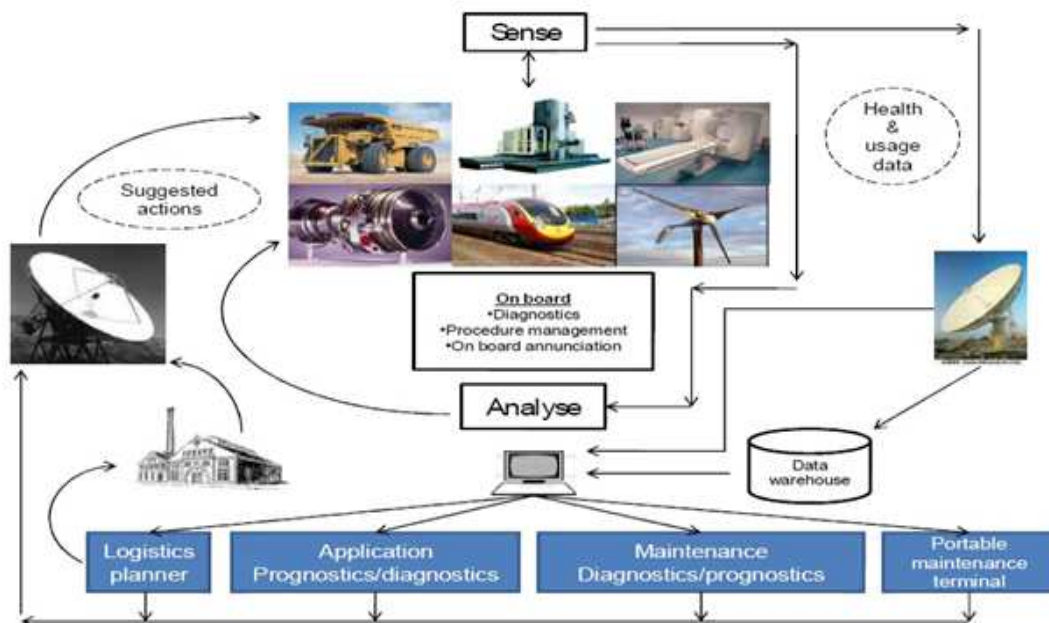 Sense
Health
&
usage
data
Suggested
actions
On board
•Diagnostics
•Procedure management
•On board annunciation
Analyse
Data
warehouse
Logistics
planner
Application
Prognostics/diagnostics
Maintenance
Diagnostics/prognostics
Portable
maintenance
terminal